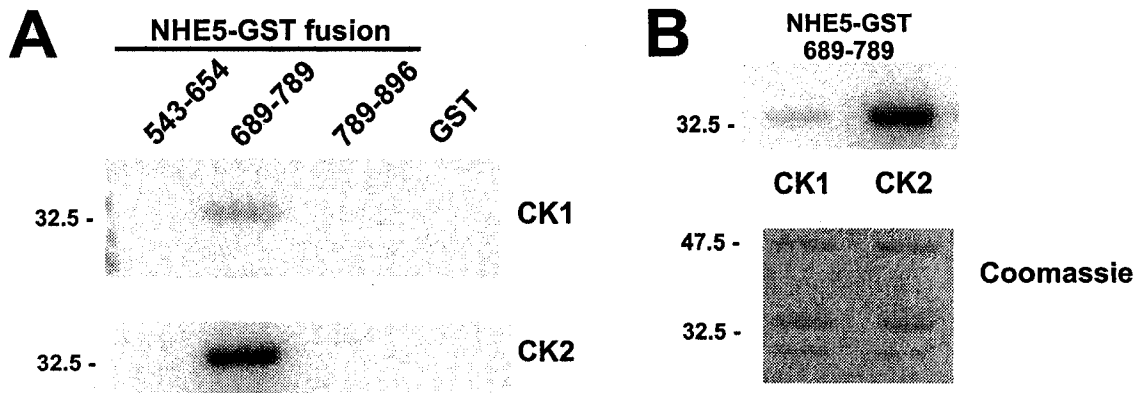 A
NHE5-GST fusion
543-654
689-789
789-896
GST
32.5 -
CK1
32.5 -
CK2
B
NHE5-GST
689-789
32.5 -
CK1 CK2
47.5 -
Coomassie
32.5 -